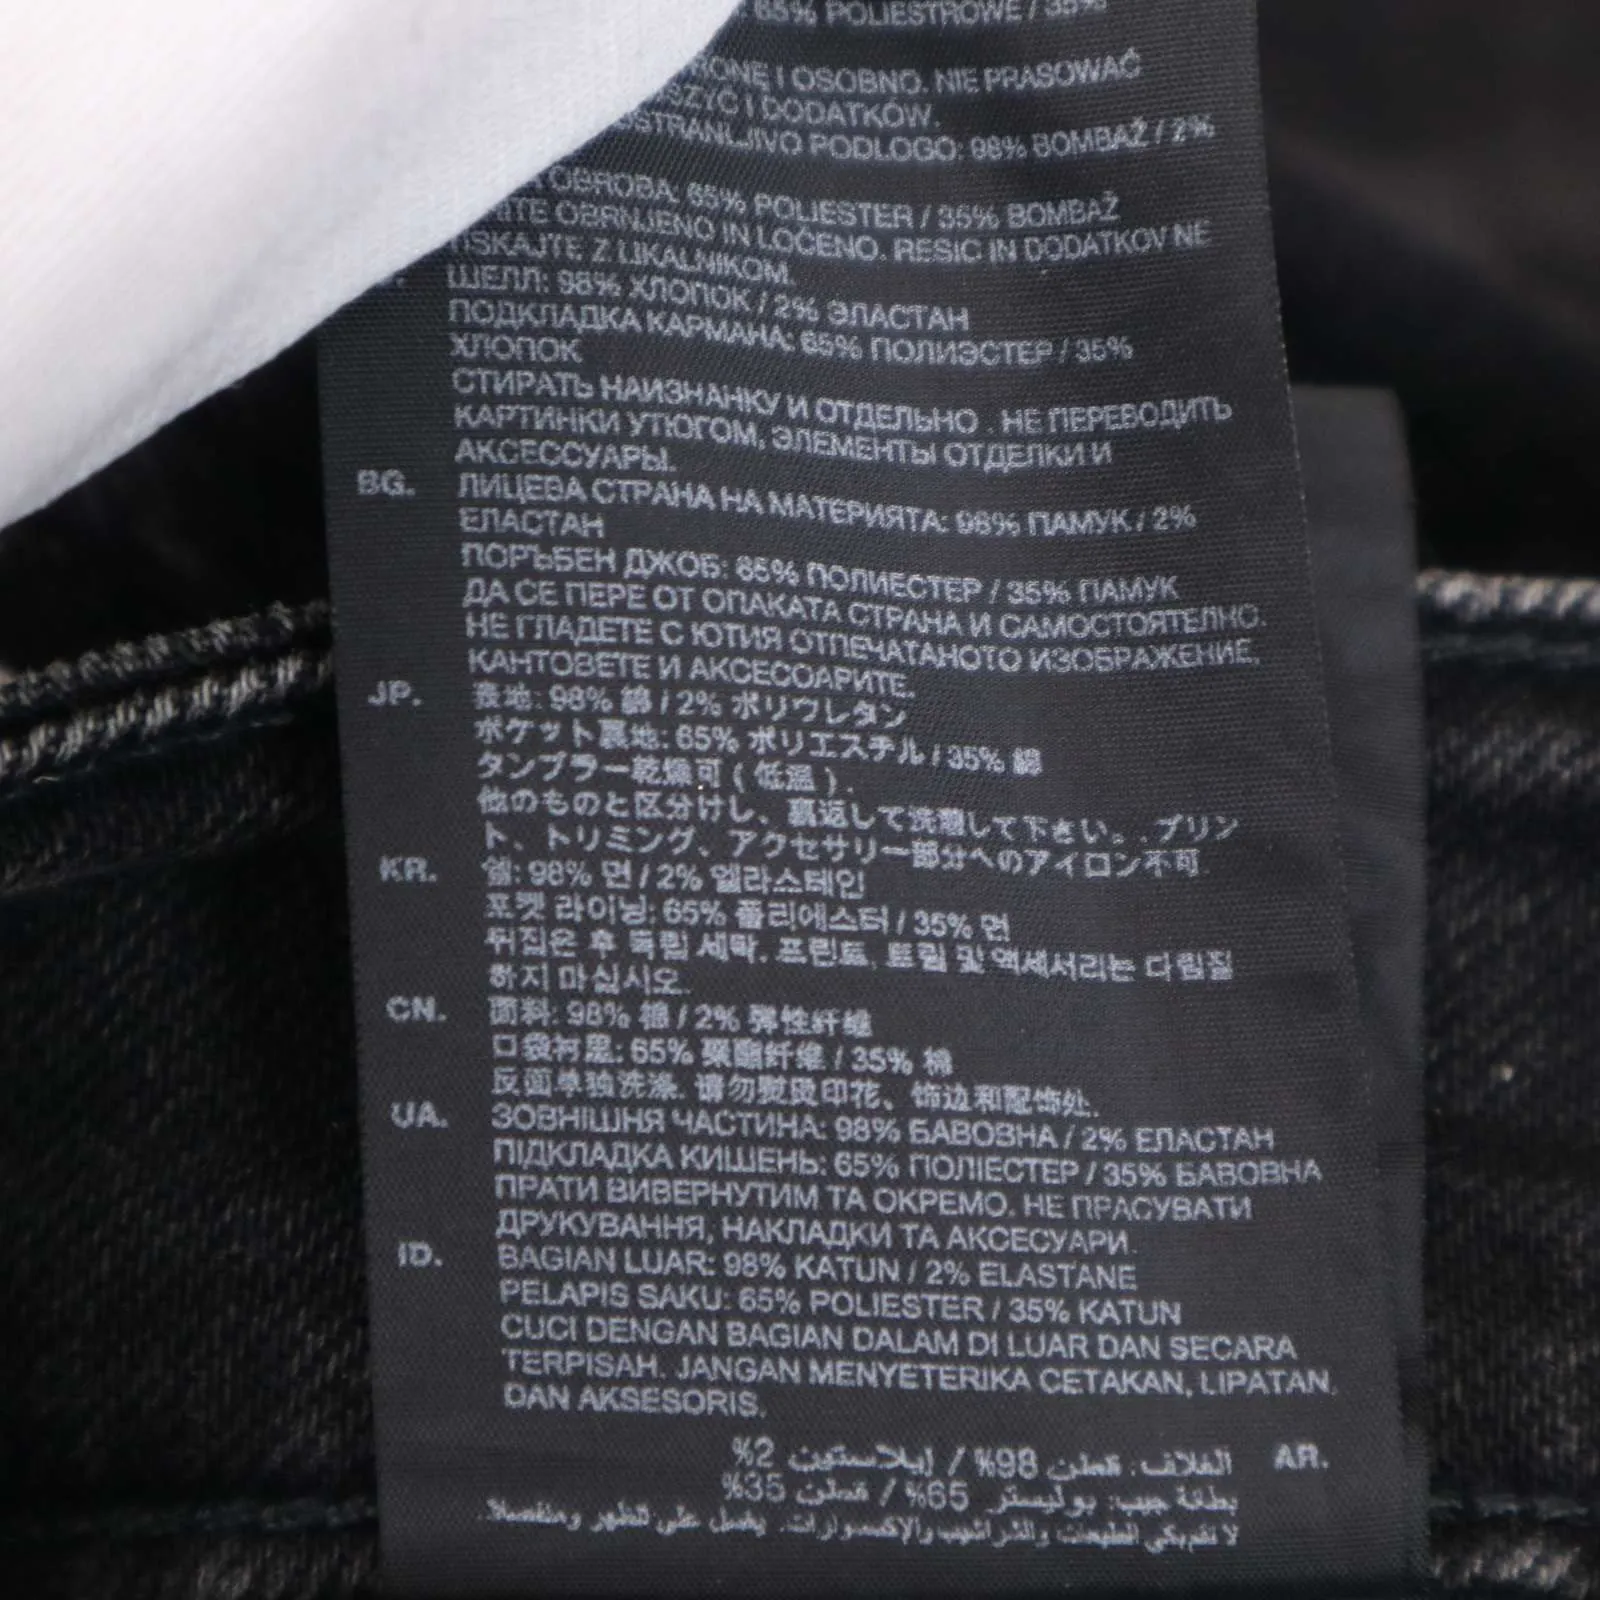 65% POLIESTROWE / 35%
I OSOBNO. NIE PRASOWAĆ
I DODATKÓW.
PODLOGO: 98% BOMBAŽ / 2%
OBROBA: 65% POLIESTER / 35% BOMBAŽ
OBRNJENO IN LOČENO. RESIC IN DODATKOV NE
Z LIKALNIKOM.
ШЕЛЛ: 98% ХЛОПОК / 2% ЭЛАСТАН
ПОДКЛАДКА КАРМАНА: 65% ПОЛИЭСТЕР / 35%
ХЛОПОК
СТИРАТЬ НАИЗНАНКУ И ОТДЕЛЬНО . НЕ ПЕРЕВОДИТЬ
КАРТИНКИ УТЮГОМ, ЭЛЕМЕНТЫ ОТДЕЛКИ И
АКСЕССУАРЫ.
BG. ЛИЦЕВА СТРАНА НА МАТЕРИЯТА: 98% ПАМУК / 2%
ЕЛАСТАН
ПОРЪБЕН ДЖОБ: 65% ПОЛИЕСТЕР / 35% ПАМУК
ДА СЕ ПЕРЕ ОТ ОПАКАТА СТРАНА И САМОСТОЯТЕЛНО.
НЕ ГЛАДЕТЕ С ЮТИЯ ОТПЕЧАТАНОТО ИЗОБРАЖЕНИЕ,
КАНТОВЕТЕ И АКСЕСОАРИТЕ.
JP. 表地: 98% 綿 / 2% ポリウレタン
ポケット裏地: 65% ポリエステル / 35% 綿
タンブラー乾燥可 ( 低温 ).
他のものと区分けし、裏返して洗濯して下さい。. プリン
ト、トリミング、アクセサリー部分へのアイロン不可.
KR. 쉘: 98% 면 / 2% 엘라스테인
포켓 라이닝: 65% 폴리에스터 / 35% 면
뒤집은 후 독립 세탁. 프린트, 트림 및 액세서리는 다림질
하지 마십시오.
CN. 面料: 98% 棉 / 2% 弹性纤维
口袋衬里: 65% 聚酯纤维 / 35% 棉
反面单独洗涤. 请勿熨烫印花、饰边和配饰处.
UA. ЗОВНІШНЯ ЧАСТИНА: 98% БАВОВНА / 2% ЕЛАСТАН
ПІДКЛАДКА КИШЕНЬ: 65% ПОЛІЕСТЕР / 35% БАВОВНА
ПРАТИ ВИВЕРНУТИМ ТА ОКРЕМО. НЕ ПРАСУВАТИ
ДРУКУВАННЯ, НАКЛАДКИ ТА АКСЕСУАРИ.
ID. BAGIAN LUAR: 98% KATUN / 2% ELASTANE
PELAPIS SAKU: 65% POLIESTER / 35% KATUN
CUCI DENGAN BAGIAN DALAM DI LUAR DAN SECARA
TERPISAH. JANGAN MENYETERIKA CETAKAN, LIPATAN,
DAN AKSESORIS.
AR. الغلاف: قطن 98% / إيلاستين 2%
بطانة جيب: بوليستر 65% / قطن 35%
لا تقم بكي الطبعات والشراشيب والإكسسوارات. يغسل على الظهر ومنفصلا.